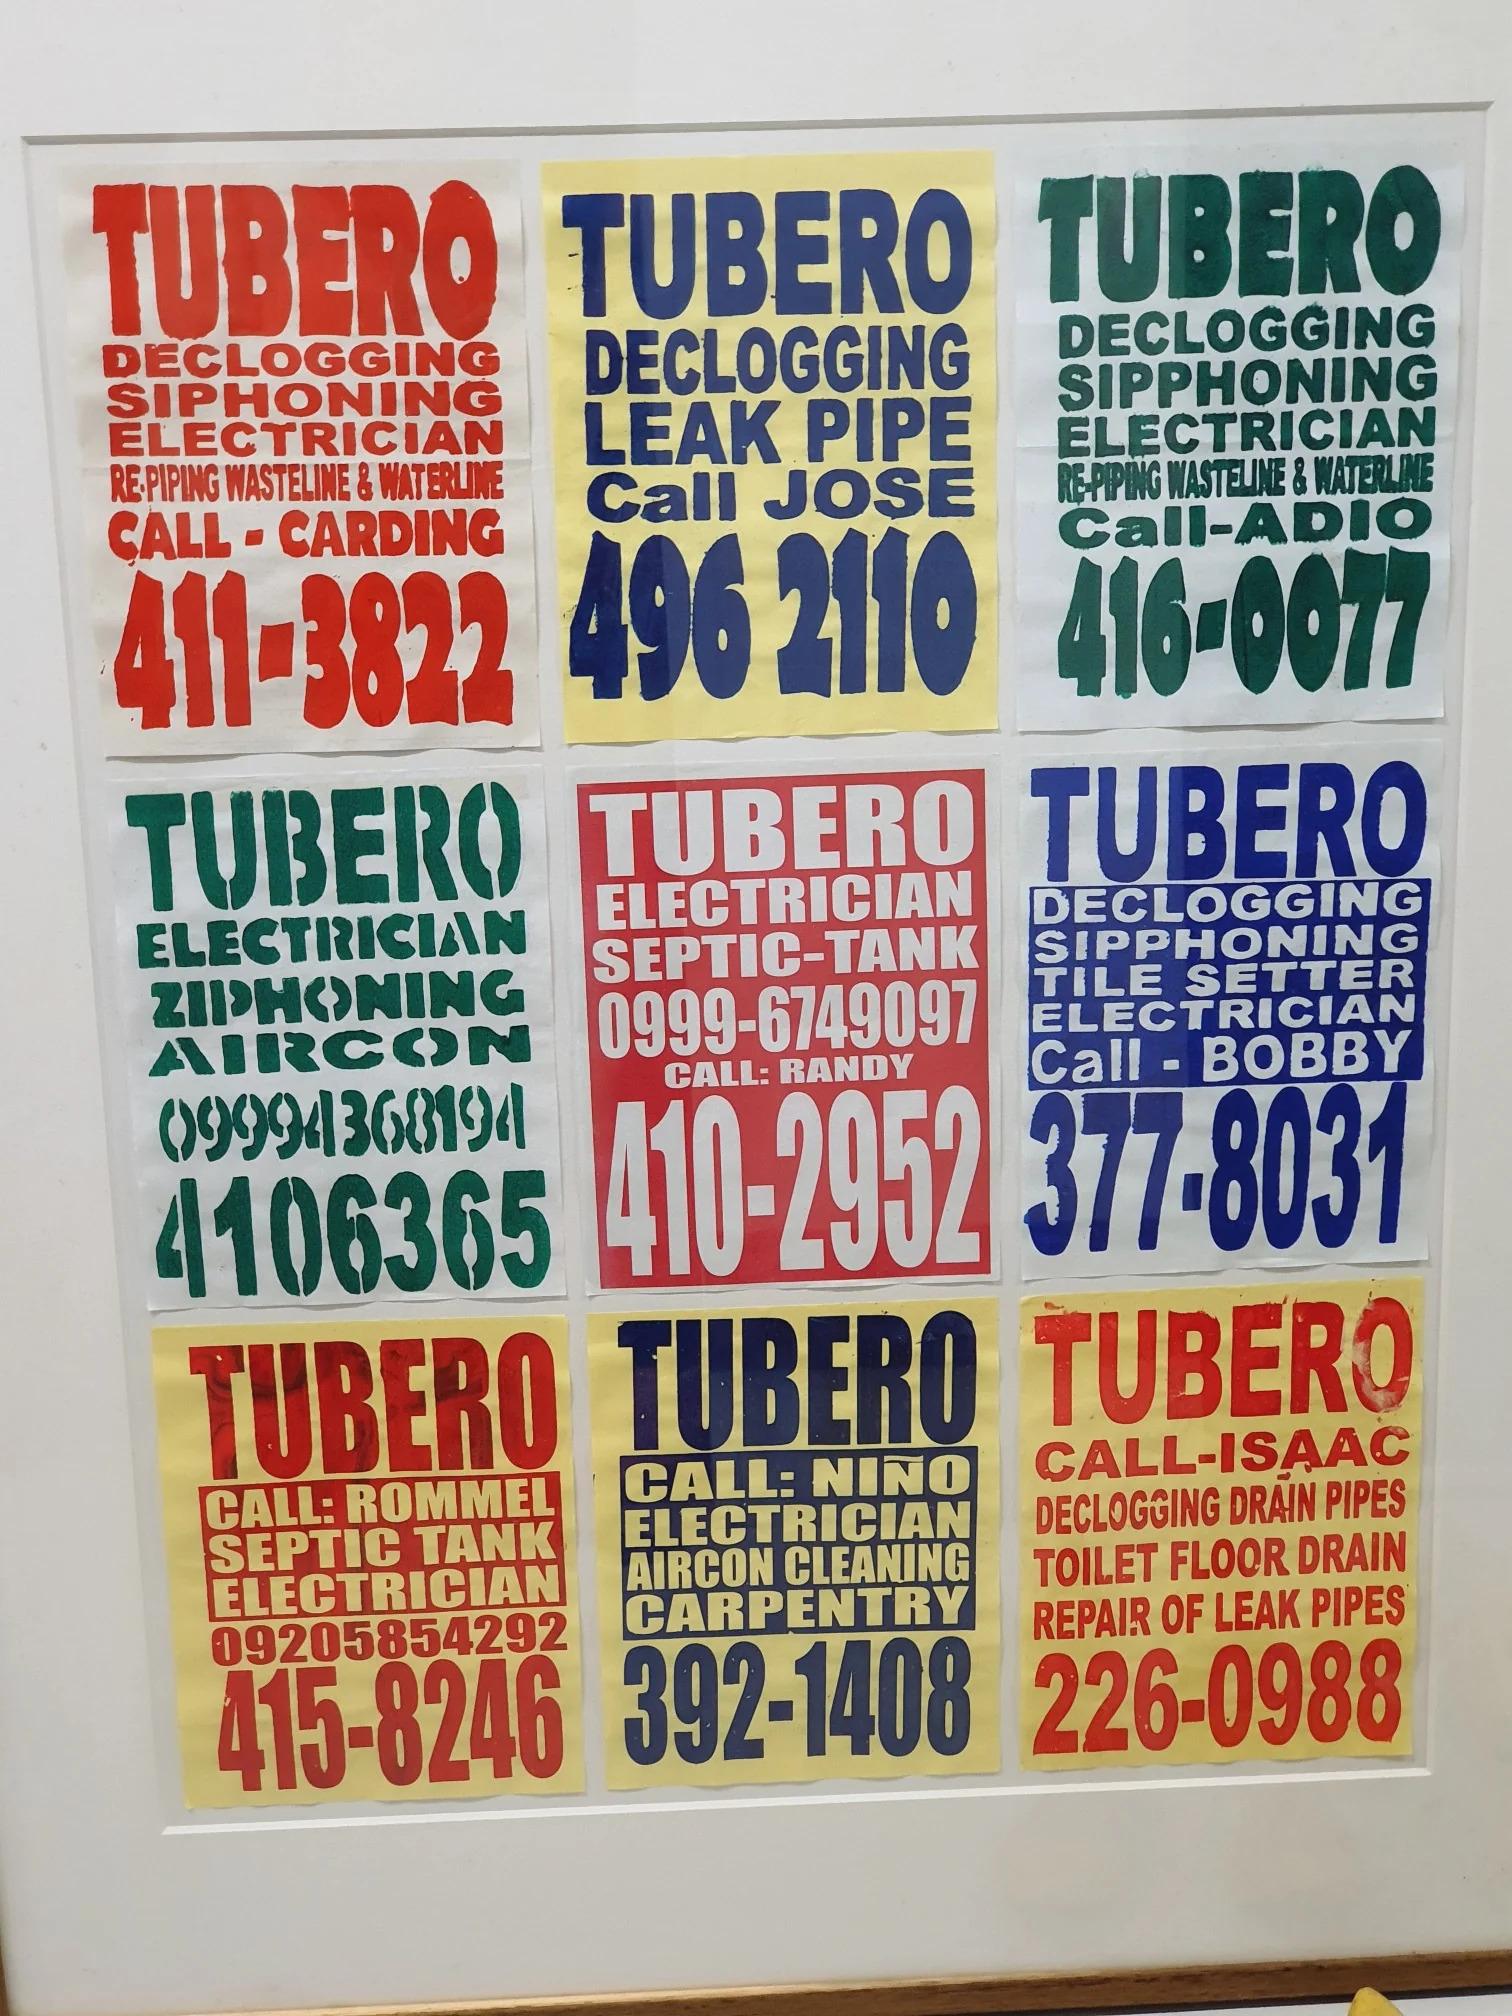 TUBERO
DECLOGGING
SIPHONING
ELECTRICIAN
RE-PIPING WASTELINE & WATERLINE
CALL - CARDING
411-3822
TUBERO
DECLOGGING
LEAK PIPE
Call JOSE
496 2110
TUBERO
DECLOGGING
SIPPHONING
ELECTRICIAN
RE-PIPING WASTELINE & WATERLINE
Call-ADIO
416-0077
TUBERO
ELECTRICIAN
ZIPHONING
AIRCON
09994368194
4106365
TUBERO
ELECTRICIAN
SEPTIC-TANK
0999-6749097
CALL: RANDY
410-2952
TUBERO
DECLOGGING
SIPPHONING
TILE SETTER
ELECTRICIAN
Call - BOBBY
377-8031
TUBERO
CALL: ROMMEL
SEPTIC TANK
ELECTRICIAN
09205854292
415-8246
TUBERO
CALL: NIÑO
ELECTRICIAN
AIRCON CLEANING
CARPENTRY
392-1408
TUBERO
CALL-ISAAC
DECLOGGING DRAIN PIPES
TOILET FLOOR DRAIN
REPAIR OF LEAK PIPES
226-0988